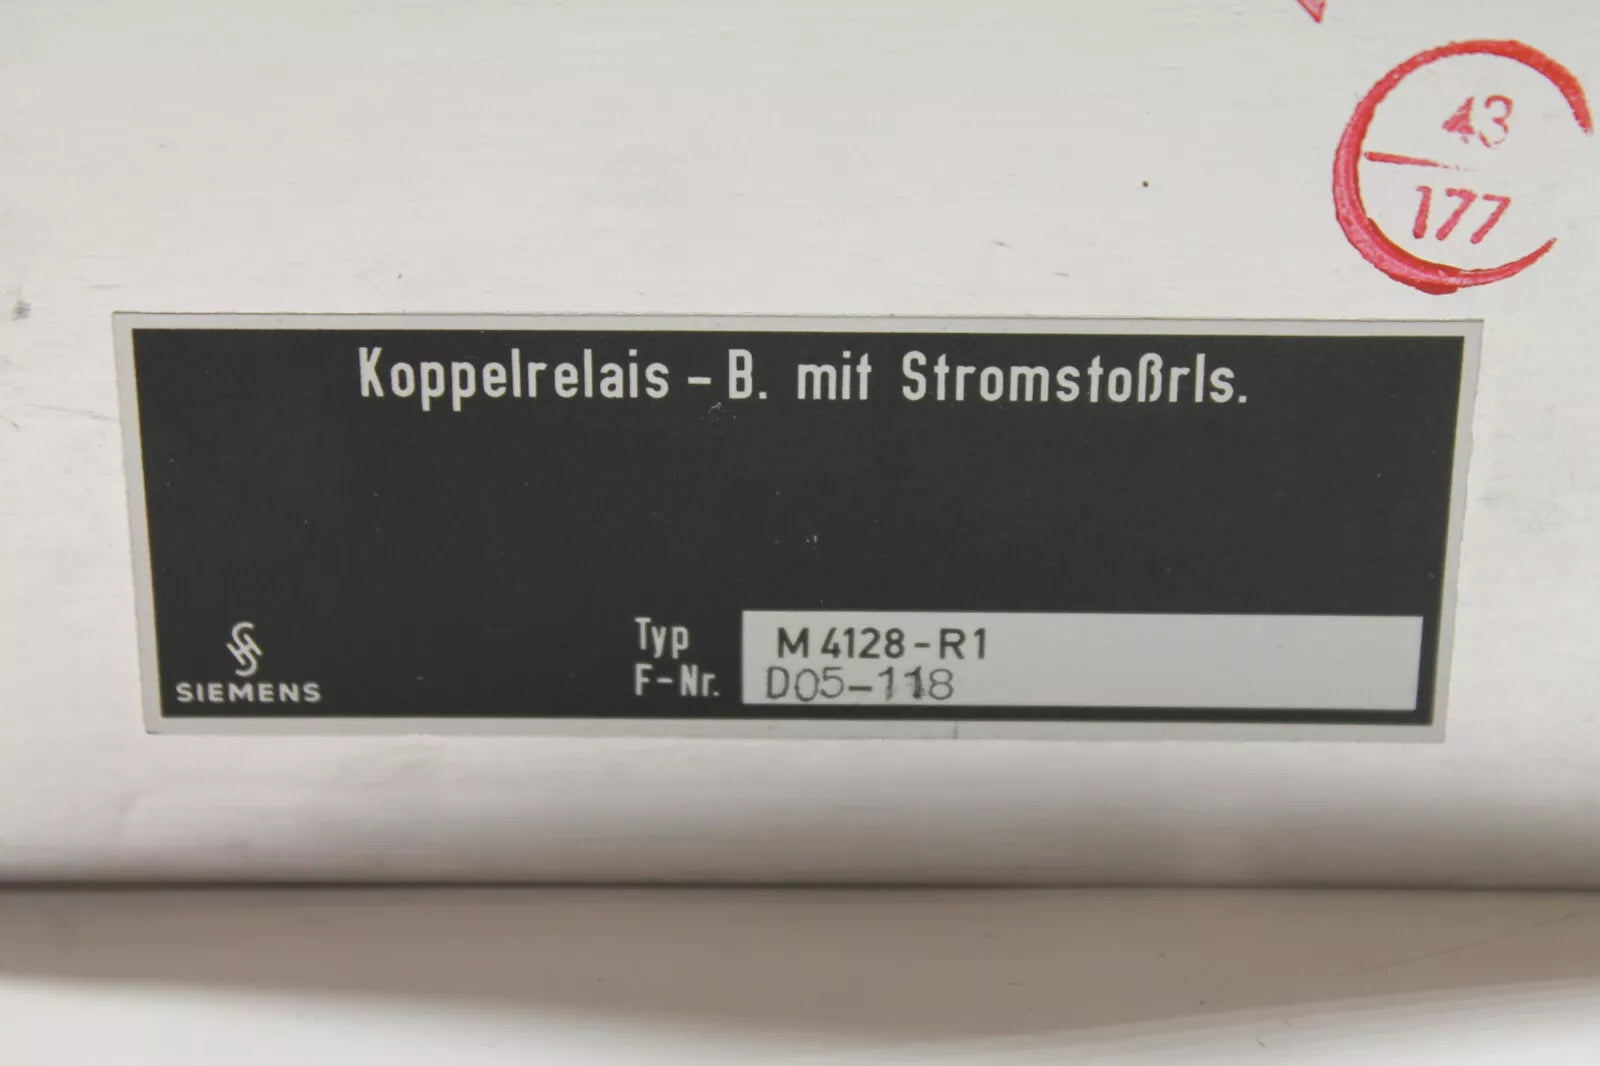 43
177
Koppelrelais - B. mit Stromstoßrls.
Typ M 4128-R1
F-Nr. D05-118
SIEMENS